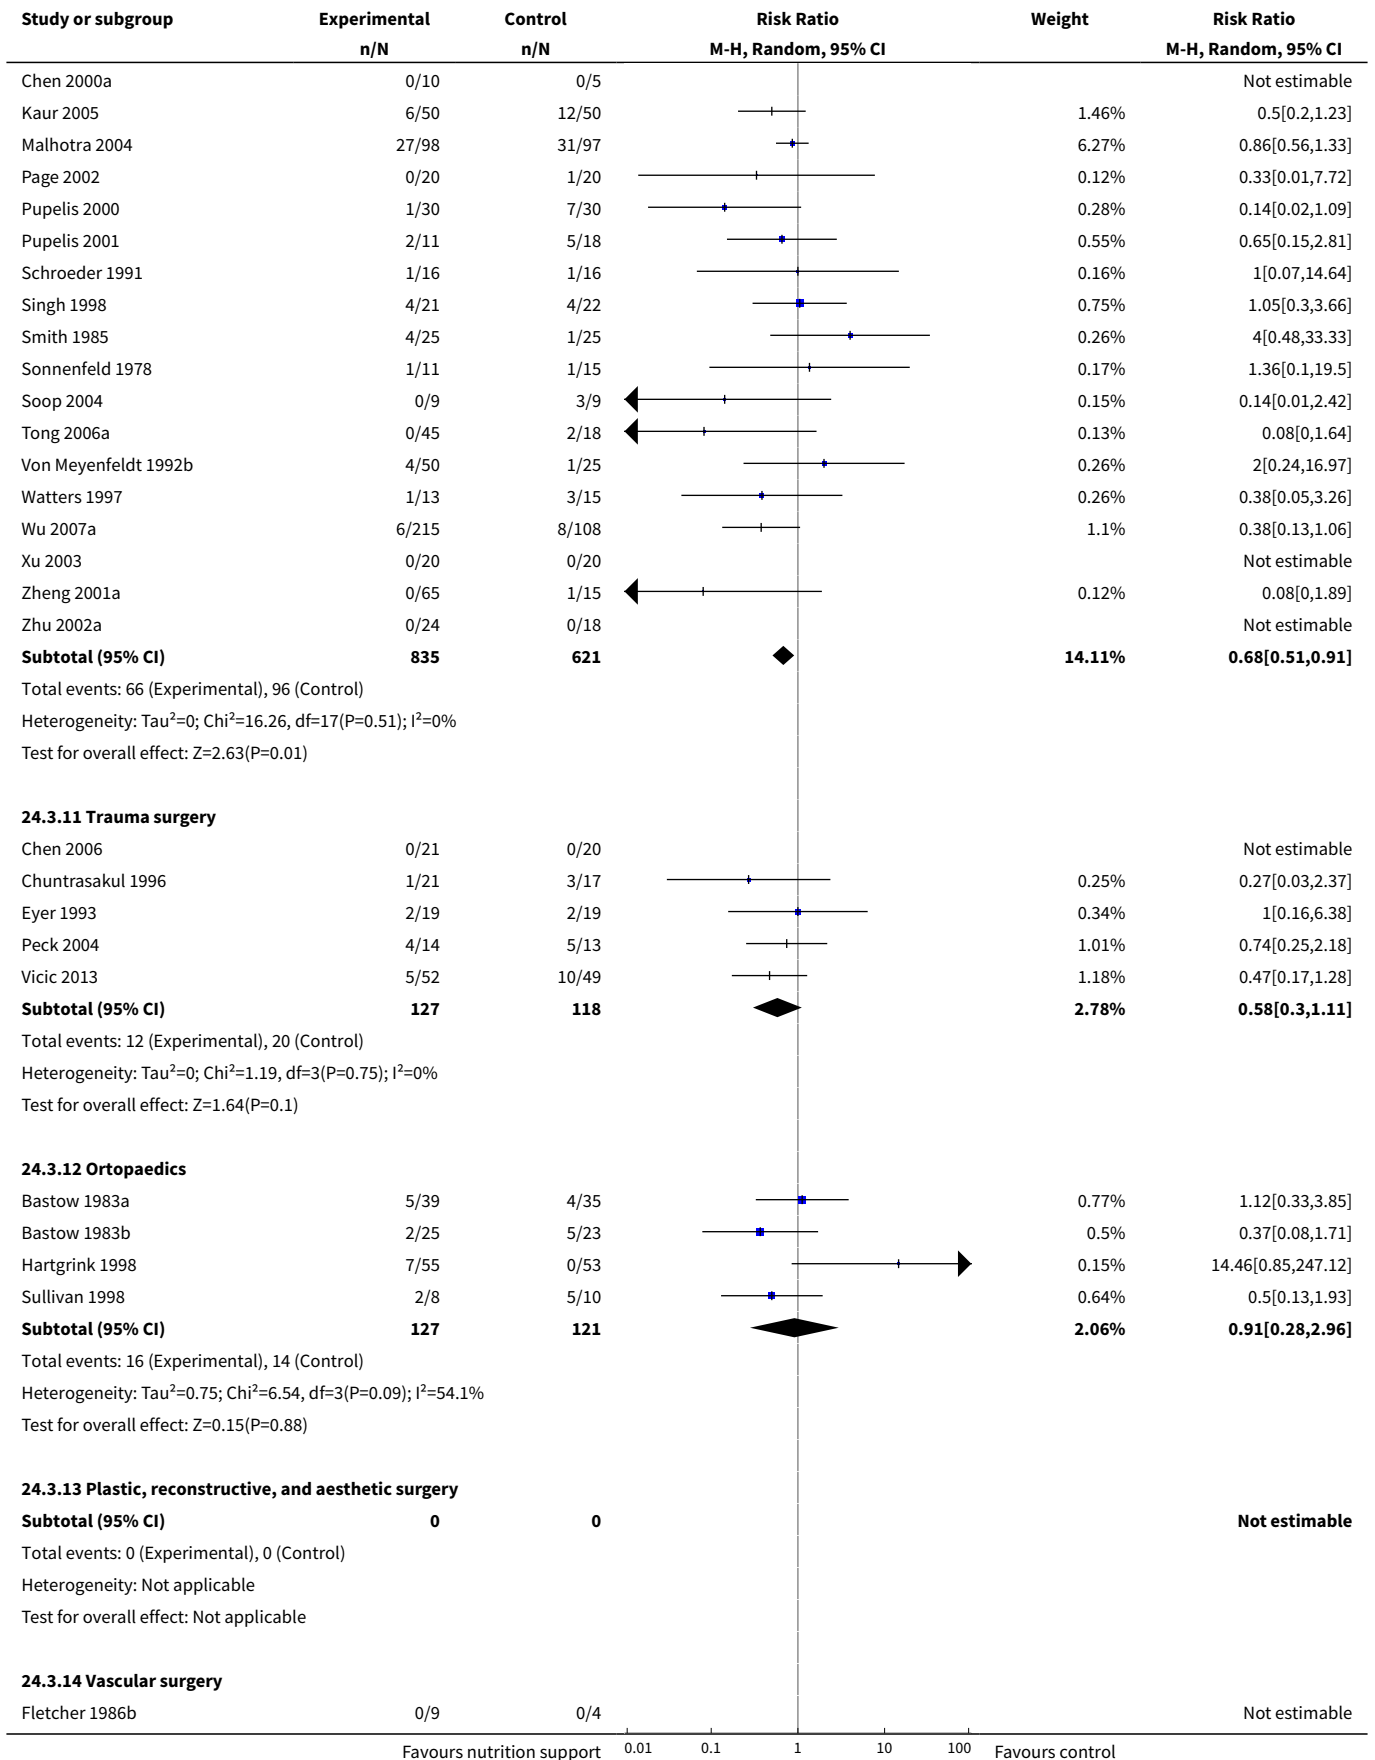 Study or subgroup Experimental Control Risk Ratio Weight Risk Ratio
n/N n/N M-H, Random, 95% CI M-H, Random, 95% CI
Chen 2000a 0/10 0/5 Not estimable
Kaur 2005 6/50 12/50 1.46% 0.5[0.2,1.23]
Malhotra 2004 27/98 31/97 6.27% 0.86[0.56,1.33]
Page 2002 0/20 1/20 0.12% 0.33[0.01,7.72]
Pupelis 2000 1/30 7/30 0.28% 0.14[0.02,1.09]
Pupelis 2001 2/11 5/18 0.55% 0.65[0.15,2.81]
Schroeder 1991 1/16 1/16 0.16% 1[0.07,14.64]
Singh 1998 4/21 4/22 0.75% 1.05[0.3,3.66]
Smith 1985 4/25 1/25 0.26% 4[0.48,33.33]
Sonnenfeld 1978 1/11 1/15 0.17% 1.36[0.1,19.5]
Soop 2004 0/9 3/9 0.15% 0.14[0.01,2.42]
Tong 2006a 0/45 2/18 0.13% 0.08[0,1.64]
Von Meyenfeldt 1992b 4/50 1/25 0.26% 2[0.24,16.97]
Watters 1997 1/13 3/15 0.26% 0.38[0.05,3.26]
Wu 2007a 6/215 8/108 1.1% 0.38[0.13,1.06]
Xu 2003 0/20 0/20 Not estimable
Zheng 2001a 0/65 1/15 0.12% 0.08[0,1.89]
Zhu 2002a 0/24 0/18 Not estimable
Subtotal (95% CI) 835 621 14.11% 0.68[0.51,0.91]
Total events: 66 (Experimental), 96 (Control)
Heterogeneity: Tau²=0; Chi²=16.26, df=17(P=0.51); I²=0%
Test for overall effect: Z=2.63(P=0.01)
24.3.11 Trauma surgery
Chen 2006 0/21 0/20 Not estimable
Chuntrasakul 1996 1/21 3/17 0.25% 0.27[0.03,2.37]
Eyer 1993 2/19 2/19 0.34% 1[0.16,6.38]
Peck 2004 4/14 5/13 1.01% 0.74[0.25,2.18]
Vicic 2013 5/52 10/49 1.18% 0.47[0.17,1.28]
Subtotal (95% CI) 127 118 2.78% 0.58[0.3,1.11]
Total events: 12 (Experimental), 20 (Control)
Heterogeneity: Tau²=0; Chi²=1.19, df=3(P=0.75); I²=0%
Test for overall effect: Z=1.64(P=0.1)
24.3.12 Ortopaedics
Bastow 1983a 5/39 4/35 0.77% 1.12[0.33,3.85]
Bastow 1983b 2/25 5/23 0.5% 0.37[0.08,1.71]
Hartgrink 1998 7/55 0/53 0.15% 14.46[0.85,247.12]
Sullivan 1998 2/8 5/10 0.64% 0.5[0.13,1.93]
Subtotal (95% CI) 127 121 2.06% 0.91[0.28,2.96]
Total events: 16 (Experimental), 14 (Control)
Heterogeneity: Tau²=0.75; Chi²=6.54, df=3(P=0.09); I²=54.1%
Test for overall effect: Z=0.15(P=0.88)
24.3.13 Plastic, reconstructive, and aesthetic surgery
Subtotal (95% CI) 0 0 Not estimable
Total events: 0 (Experimental), 0 (Control)
Heterogeneity: Not applicable
Test for overall effect: Not applicable
24.3.14 Vascular surgery
Fletcher 1986b 0/9 0/4 Not estimable
Favours nutrition support 0.01 0.1 1 10 100 Favours control